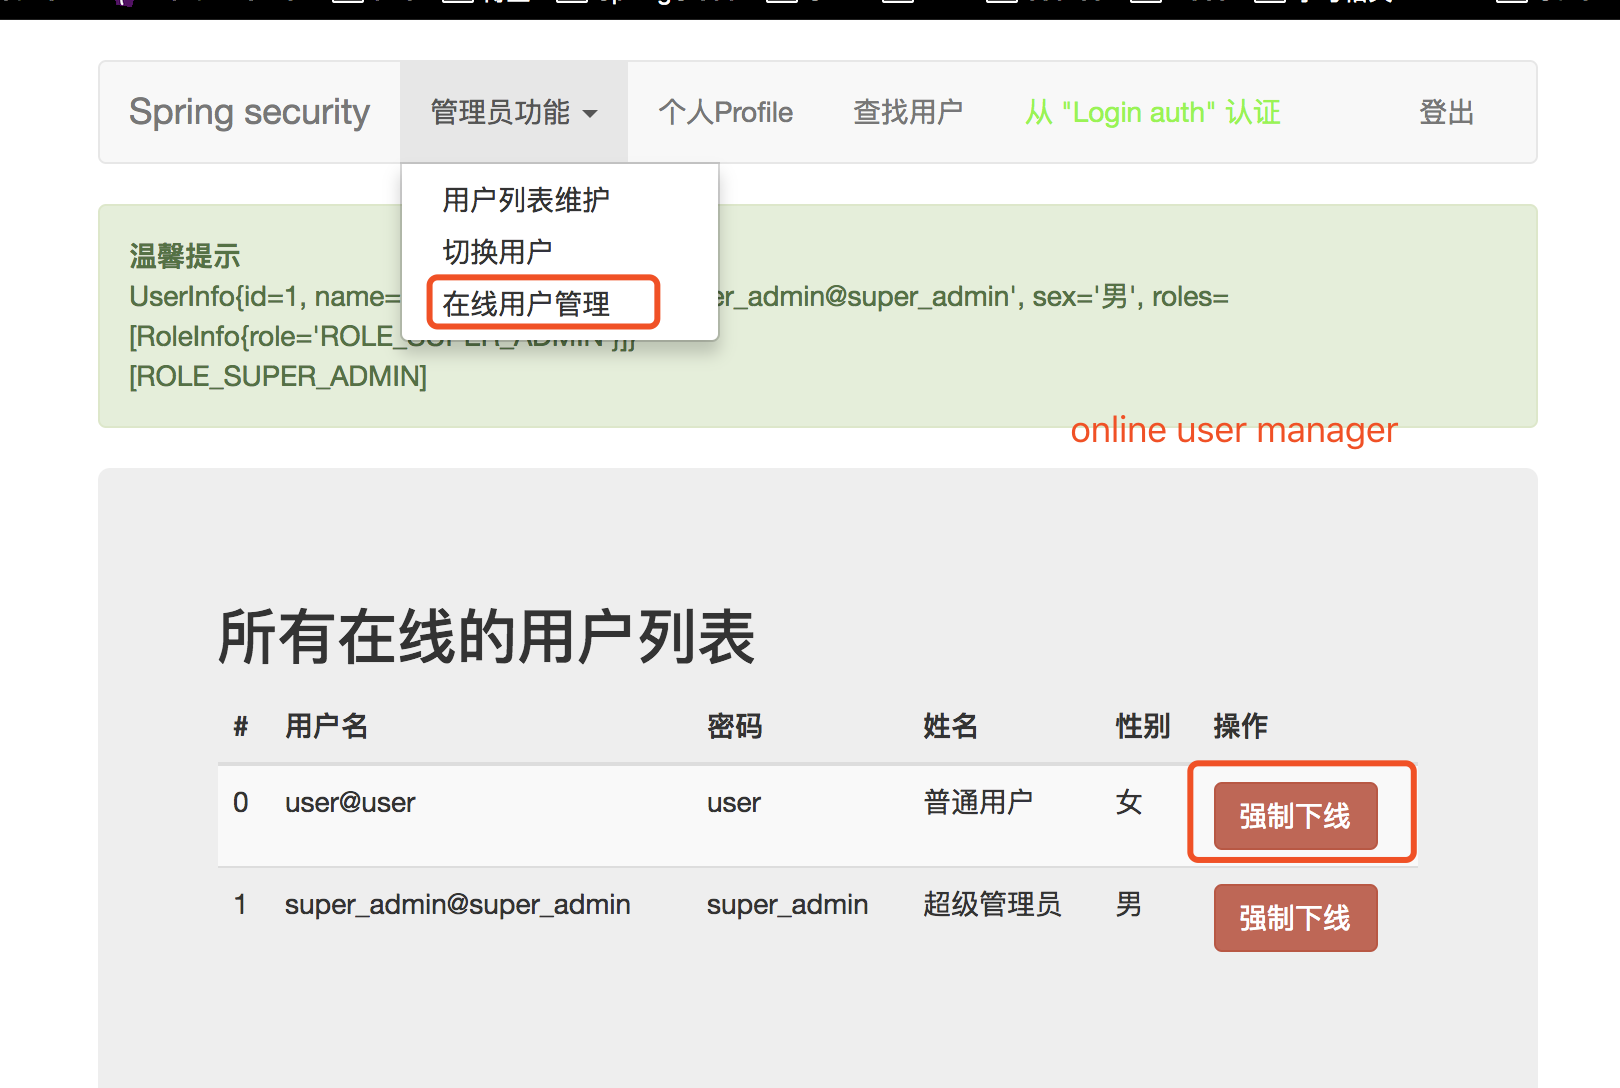 Spring security 管理员功能 个人Profile 查找用户 从 "Login auth" 认证 登出
用户列表维护
切换用户
在线用户管理
温馨提示
UserInfo{id=1, name= er_admin@super_admin', sex='男', roles=
[RoleInfo{role='ROLE_SUPER_ADMIN'}]}
[ROLE_SUPER_ADMIN]
online user manager
所有在线的用户列表
# 用户名 密码 姓名 性别 操作
0 user@user user 普通用户 女 强制下线
1 super_admin@super_admin super_admin 超级管理员 男 强制下线